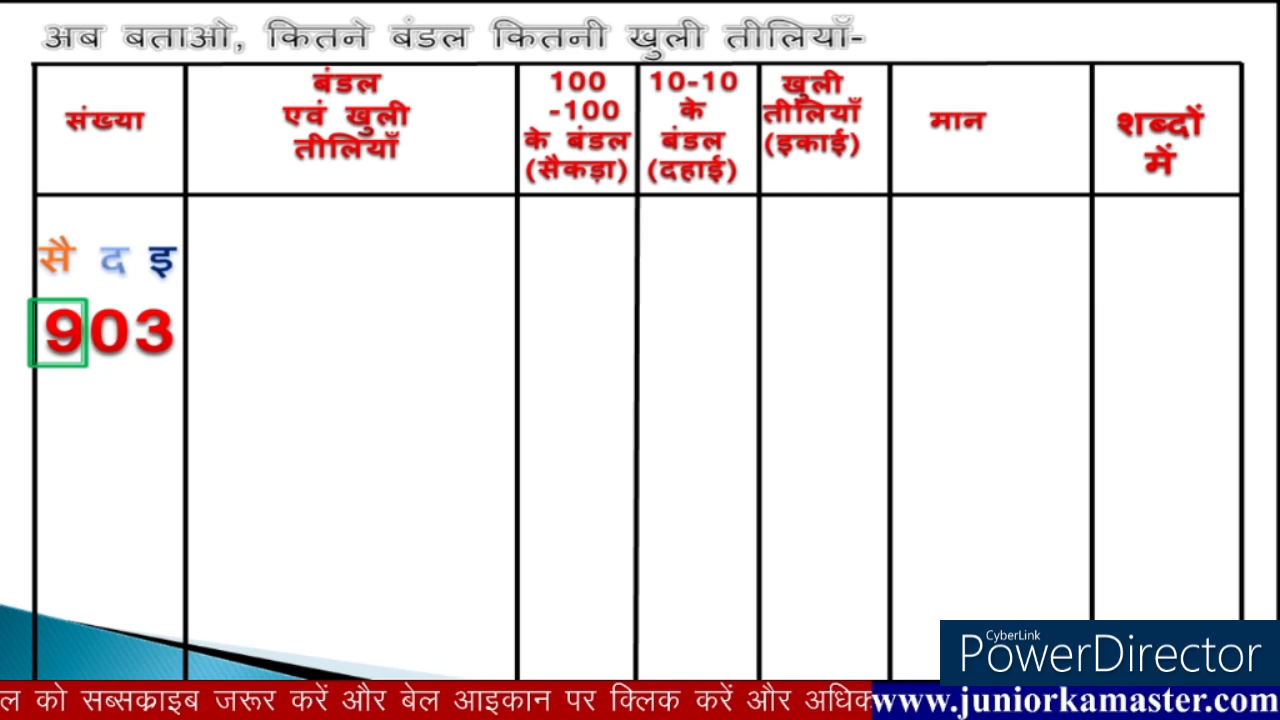 अब बताओ, कितने बंडल कितनी खुली तीलियाँ-
संख्या
बंडल
एवं खुली
तीलियाँ
100
-100
के बंडल
(सैकड़ा)
10-10
के
बंडल
(दहाई)
खुली
तीलियाँ
(इकाई)
मान
शब्दों
में
सै द इ
903
CyberLink
PowerDirector
ल को सब्सक्राइब जरूर करें और बेल आइकान पर क्लिक करें और अधिक
www.juniorkamaster.com